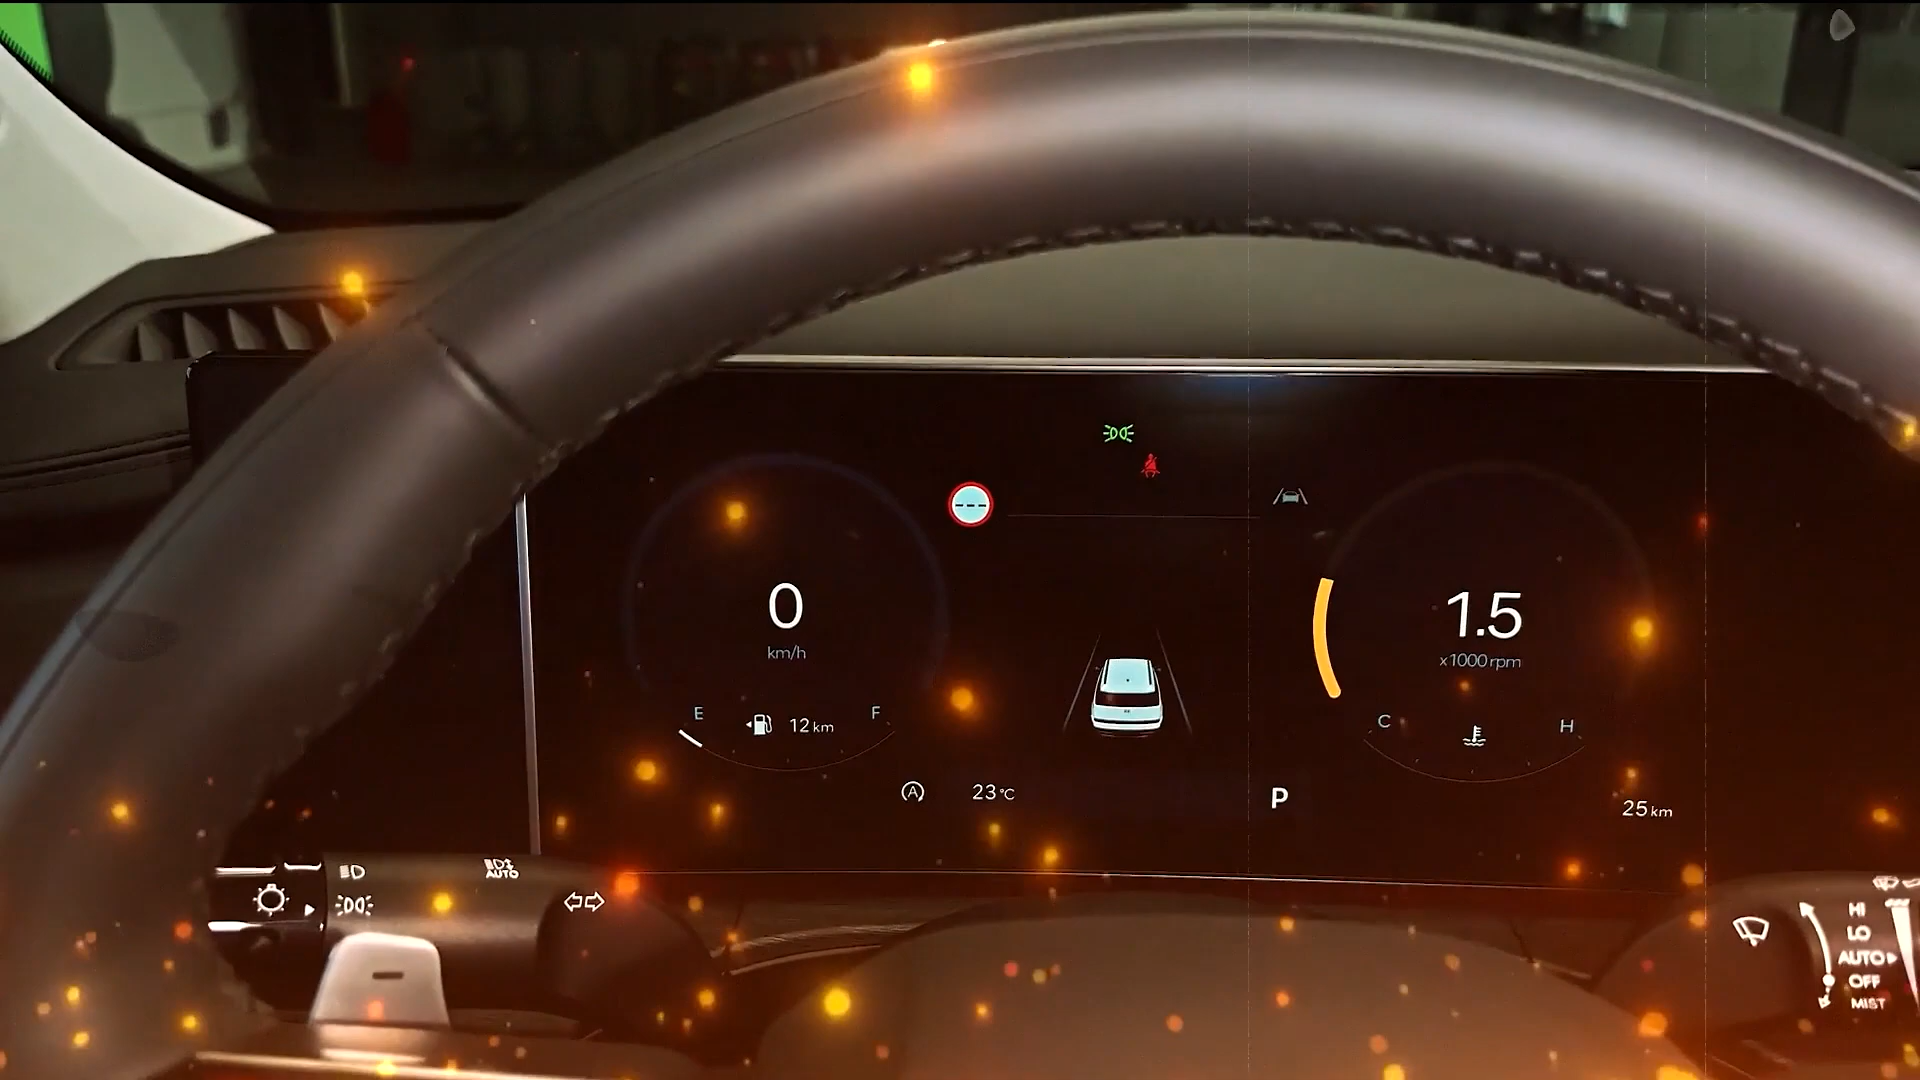 0
km/h
E
12 km
F
23°C
1.5
x1000 rpm
C
H
P
25 km
AUTO
HI
LO
AUTO
OFF
MIST